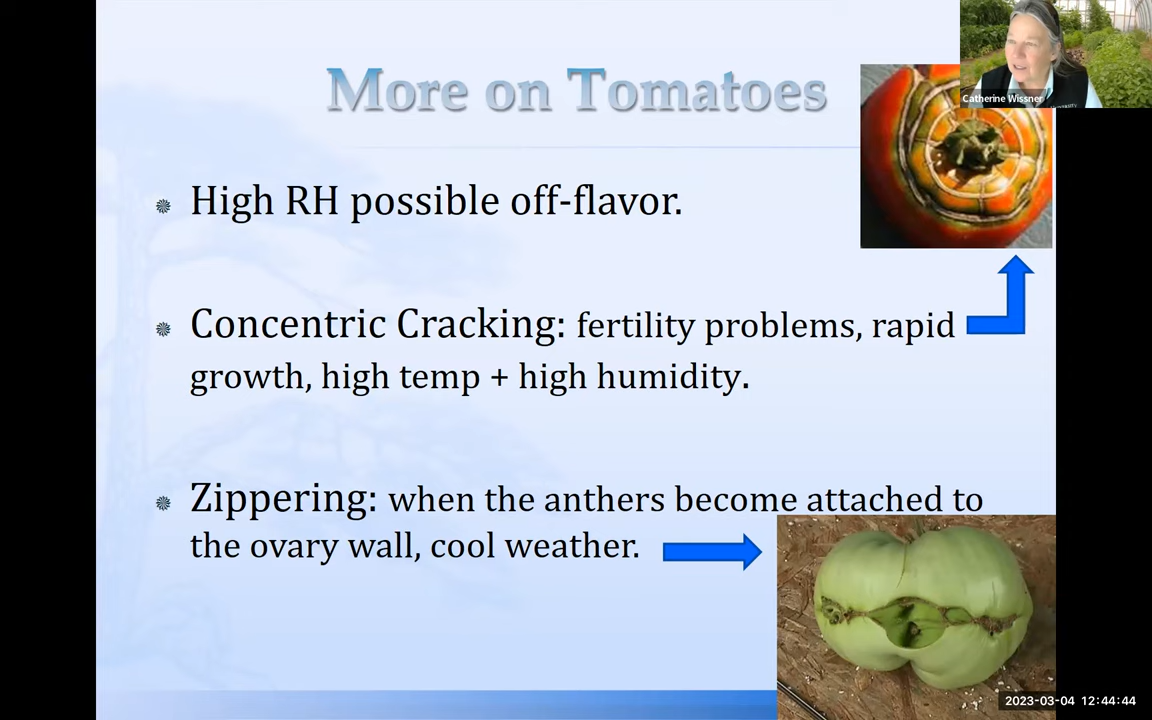 More on Tomatoes
Catherine Wissner
High RH possible off-flavor.
Concentric Cracking: fertility problems, rapid
growth, high temp + high humidity.
Zippering: when the anthers become attached to
the ovary wall, cool weather.
2023-03-04 12:44:44